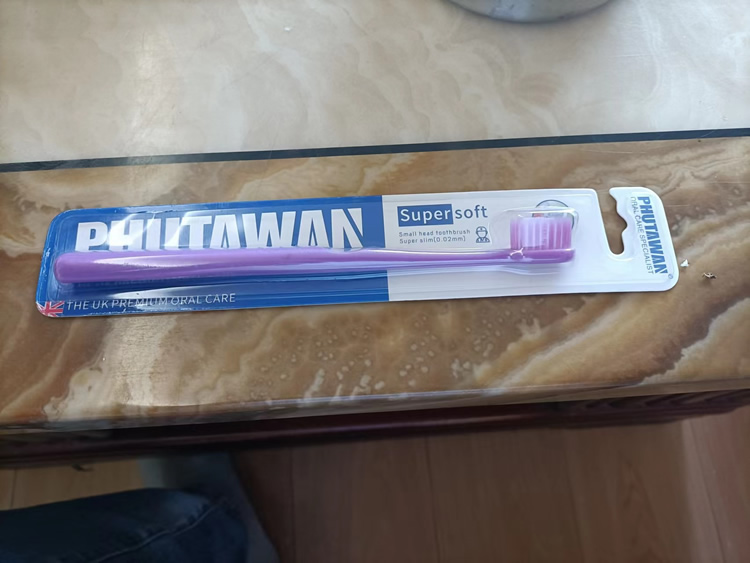 PHUTAWAN
Super soft
Small head toothbrush
Super slim(0.02mm)
THE UK PREMIUM ORAL CARE
PHUTAWAN
ORAL CARE SPECIALIST